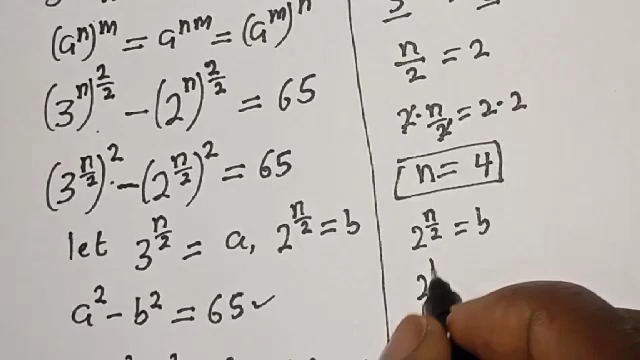 (a^n)^m = a^{nm} = (a^m)^n
(3^n)^{2/2} - (2^n)^{2/2} = 65
(3^{n/2})^2 - (2^{n/2})^2 = 65
let 3^{n/2} = a, 2^{n/2} = b
a^2 - b^2 = 65 ✓
n/2 = 2
2 · n/2 = 2 · 2
n = 4
2^{n/2} = b
2